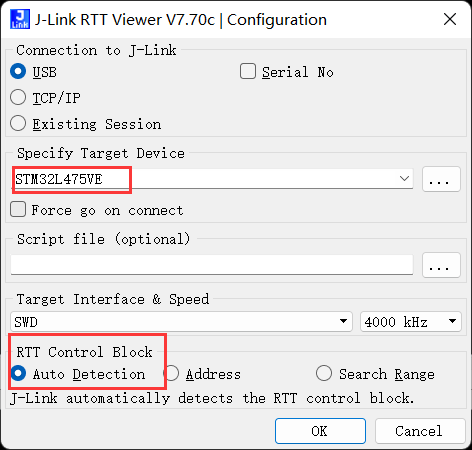 J-Link RTT Viewer V7.70c | Configuration
Connection to J-Link
USB
Serial No
TCP/IP
Existing Session
Specify Target Device
STM32L475VE
...
Force go on connect
Script file (optional)
...
Target Interface & Speed
SWD
4000 kHz
RTT Control Block
Auto Detection
Address
Search Range
J-Link automatically detects the RTT control block.
OK
Cancel